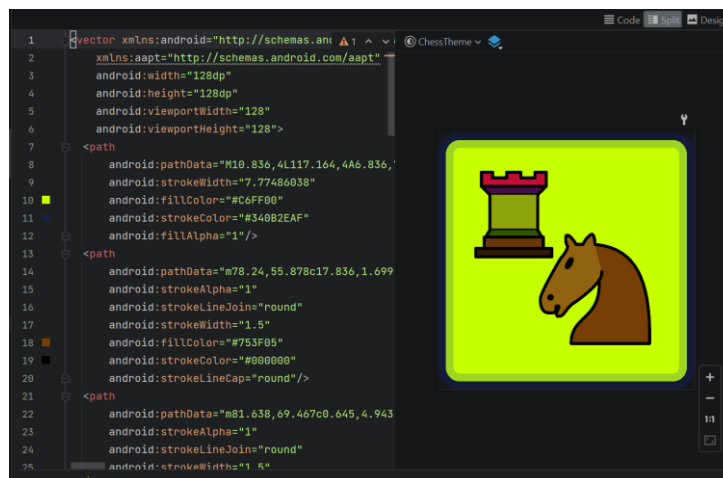 Code Split Desig
1 <vector xmlns:android="http://schemas.and 1 ChessTheme
2 xmlns:aapt="http://schemas.android.com/aapt"
3 android:width="128dp"
4 android:height="128dp"
5 android:viewportWidth="128"
6 android:viewportHeight="128">
7 <path
8 android:pathData="M10.836,4L117.164,4A6.836,
9 android:strokeWidth="7.77486038"
10 android:fillColor="#C6FF00"
11 android:strokeColor="#340B2EAF"
12 android:fillAlpha="1"/>
13 <path
14 android:pathData="m78.24,55.878c17.836,1.699
15 android:strokeAlpha="1"
16 android:strokeLineJoin="round"
17 android:strokeWidth="1.5"
18 android:fillColor="#753F05"
19 android:strokeColor="#000000"
20 android:strokeLineCap="round"/>
21 <path
22 android:pathData="m81.638,69.467c0.645,4.943
23 android:strokeAlpha="1"
24 android:strokeLineJoin="round"
25 android:strokeWidth="1.5"
1:1